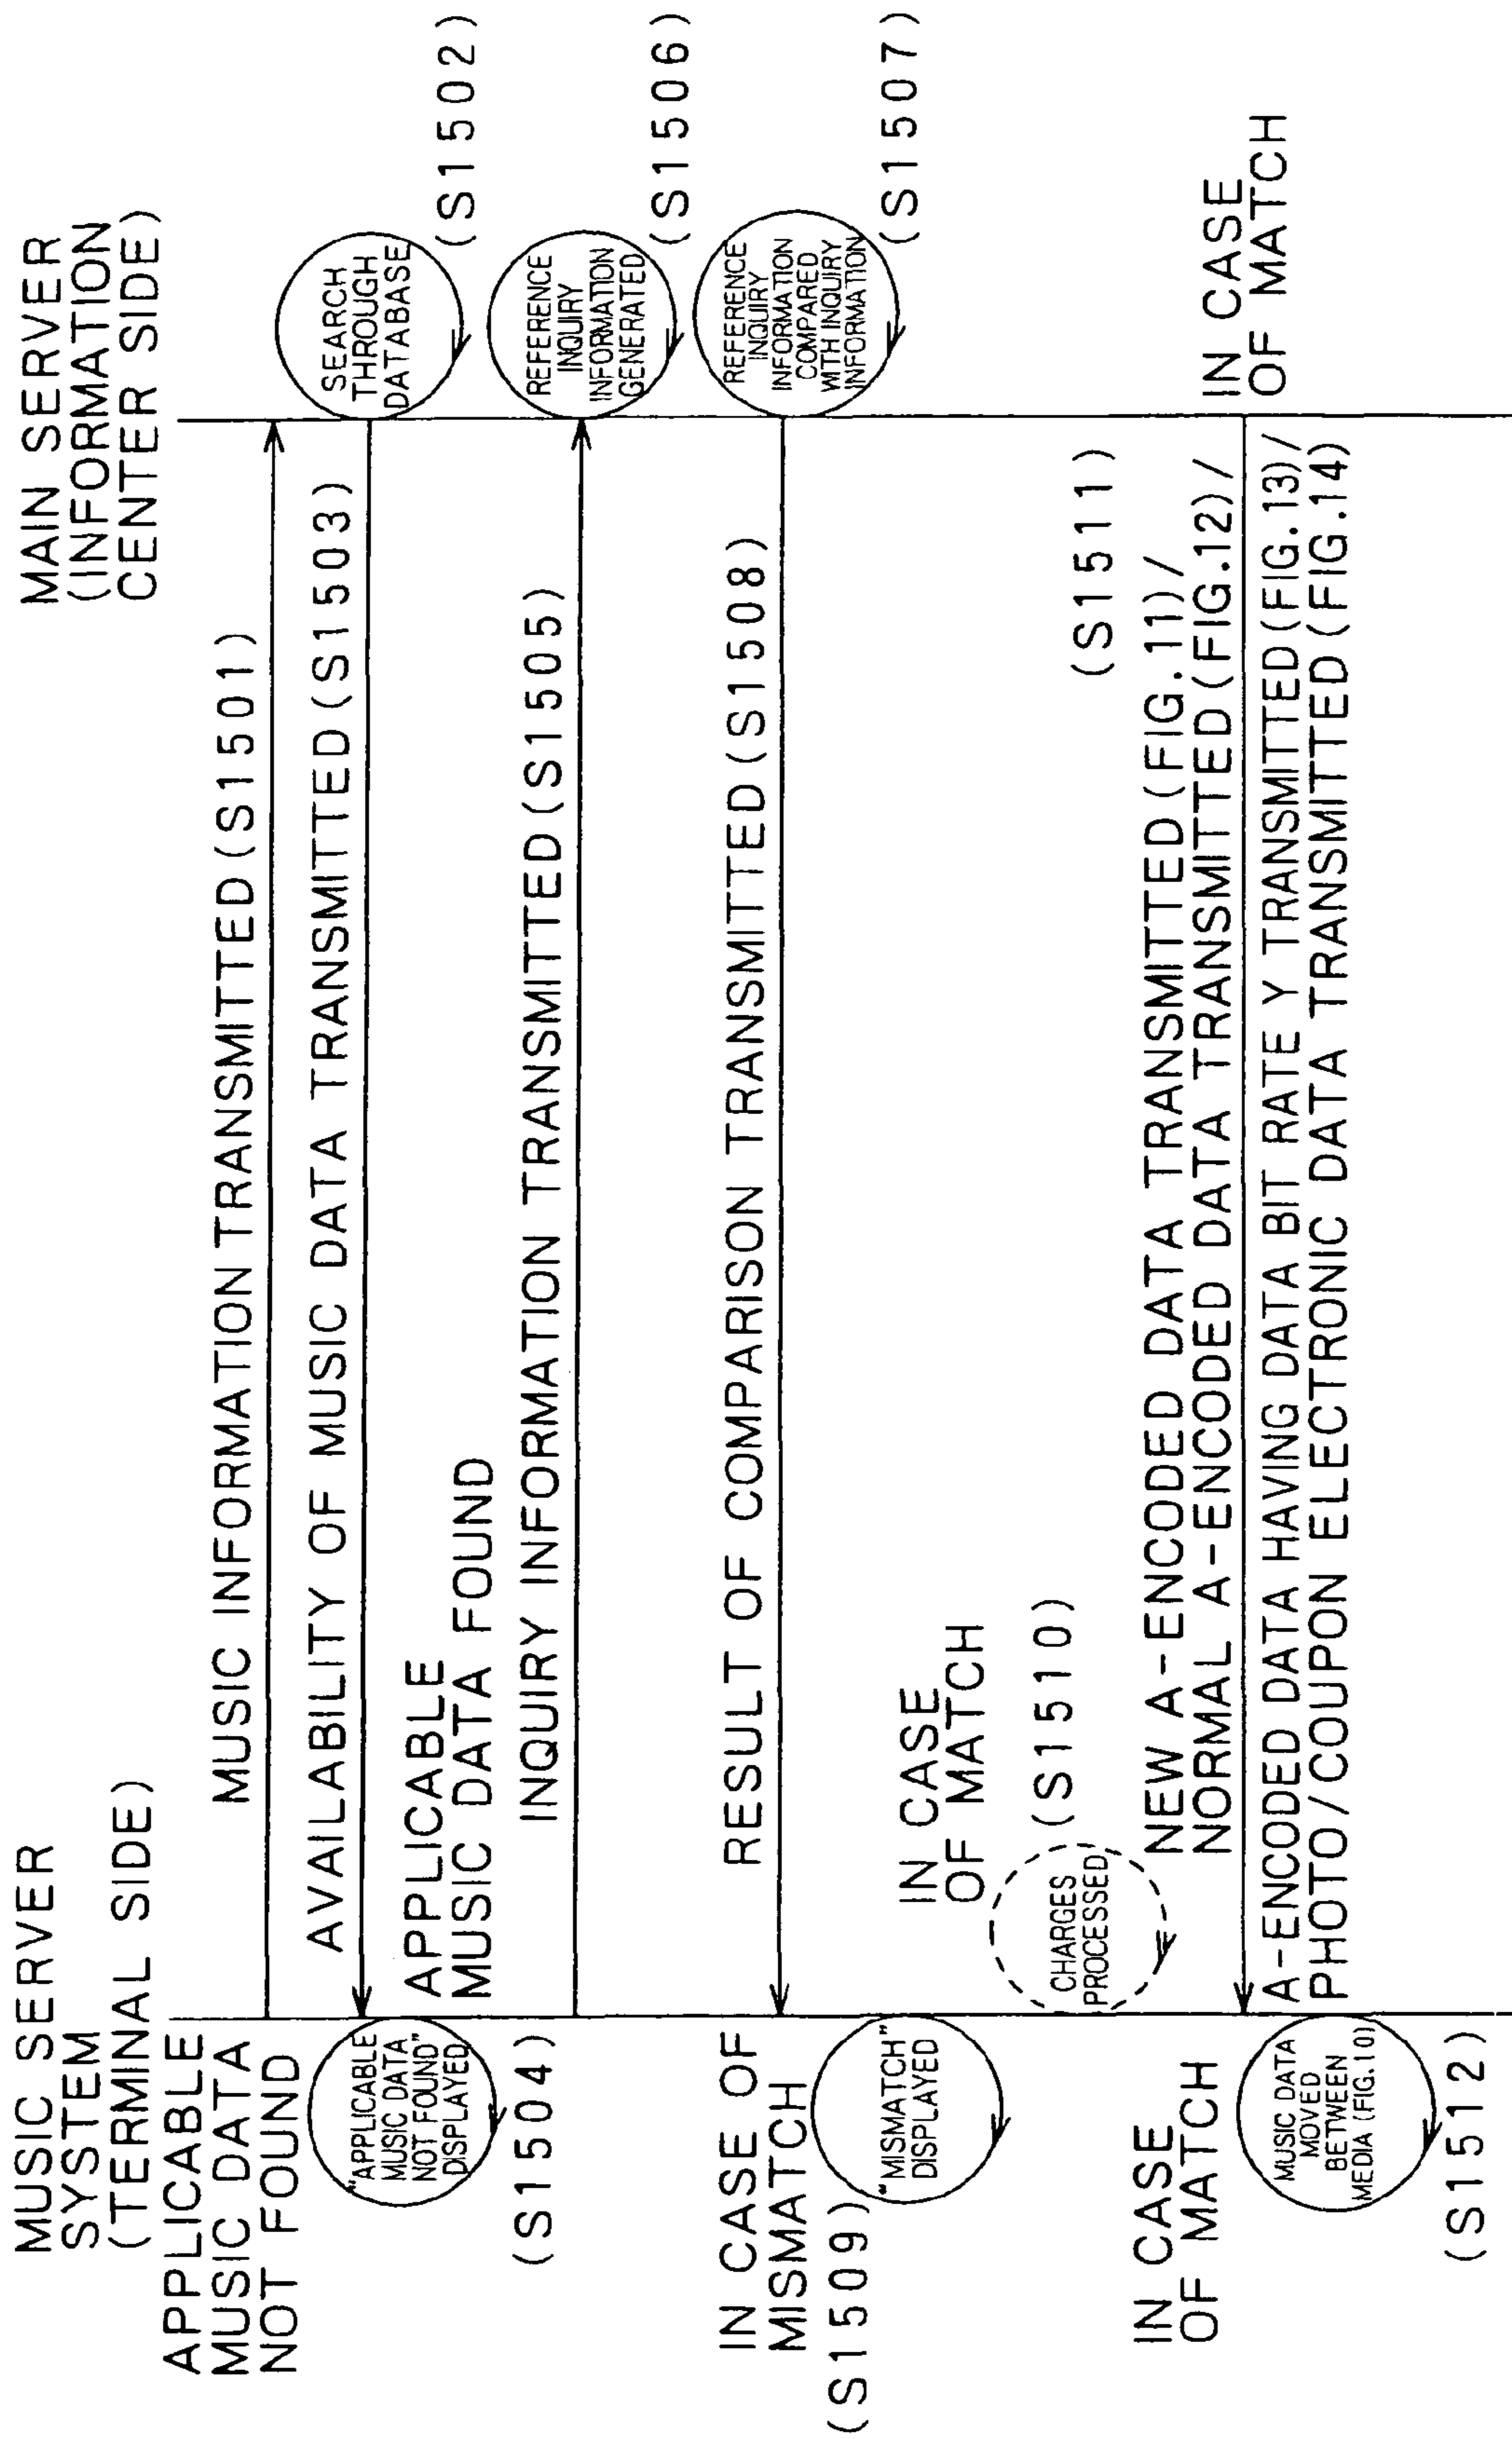 MUSIC SERVER
SYSTEM
(TERMINAL SIDE)
MAIN SERVER
(INFORMATION
CENTER SIDE)
APPLICABLE
MUSIC DATA
NOT FOUND
MUSIC INFORMATION TRANSMITTED (S1501)
SEARCH
THROUGH
DATABASE
(S1502)
AVAILABILITY OF MUSIC DATA TRANSMITTED (S1503)
"APPLICABLE
MUSIC DATA
NOT FOUND"
DISPLAYED
(S1504)
APPLICABLE
MUSIC DATA FOUND
INQUIRY INFORMATION TRANSMITTED (S1505)
REFERENCE
INQUIRY
INFORMATION
GENERATED
(S1506)
REFERENCE
INQUIRY
INFORMATION
COMPARED
WITH INQUIRY
INFORMATION
(S1507)
RESULT OF COMPARISON TRANSMITTED (S1508)
IN CASE OF
MISMATCH
(S1509)
"MISMATCH"
DISPLAYED
IN CASE
OF MATCH
CHARGES
PROCESSED
(S1510)
(S1511)
IN CASE
OF MATCH
NEW A-ENCODED DATA TRANSMITTED (FIG.11)/
NORMAL A-ENCODED DATA TRANSMITTED (FIG.12)/
A-ENCODED DATA HAVING DATA BIT RATE Y TRANSMITTED (FIG.13)/
PHOTO/COUPON ELECTRONIC DATA TRANSMITTED (FIG.14)
IN CASE
OF MATCH
MUSIC DATA
MOVED
BETWEEN
MEDIA (FIG.10)
(S1512)